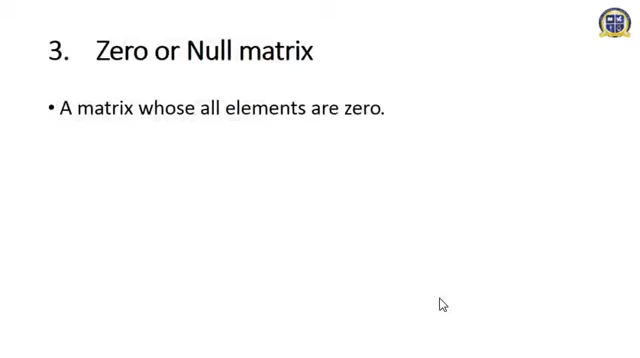 3. Zero or Null matrix
• A matrix whose all elements are zero.